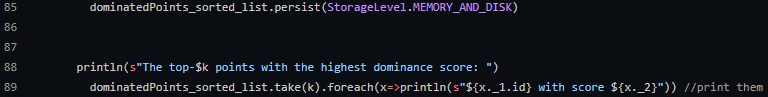 85 dominatedPoints_sorted_list.persist(StorageLevel.MEMORY_AND_DISK)
86
87
88 println(s"The top-$k points with the highest dominance score: ")
89 dominatedPoints_sorted_list.take(k).foreach(x=>println(s"${x._1.id} with score ${x._2}")) //print them